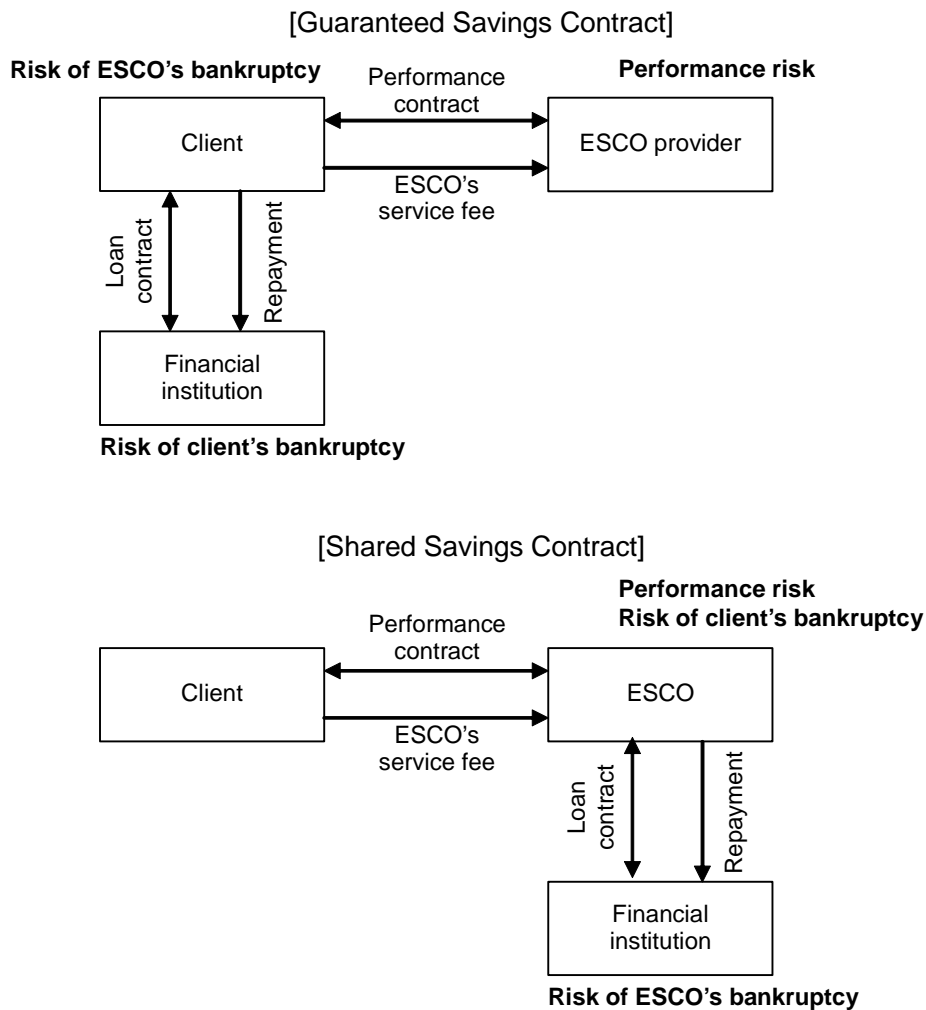 [Guaranteed Savings Contract]
Risk of ESCO's bankruptcy
Performance risk
Performance
contract
Client
ESCO provider
ESCO's
service fee
Loan
contract
Repayment
Financial
institution
Risk of client's bankruptcy
[Shared Savings Contract]
Performance risk
Risk of client's bankruptcy
Performance
contract
Client
ESCO
ESCO's
service fee
Loan
contract
Repayment
Financial
institution
Risk of ESCO's bankruptcy